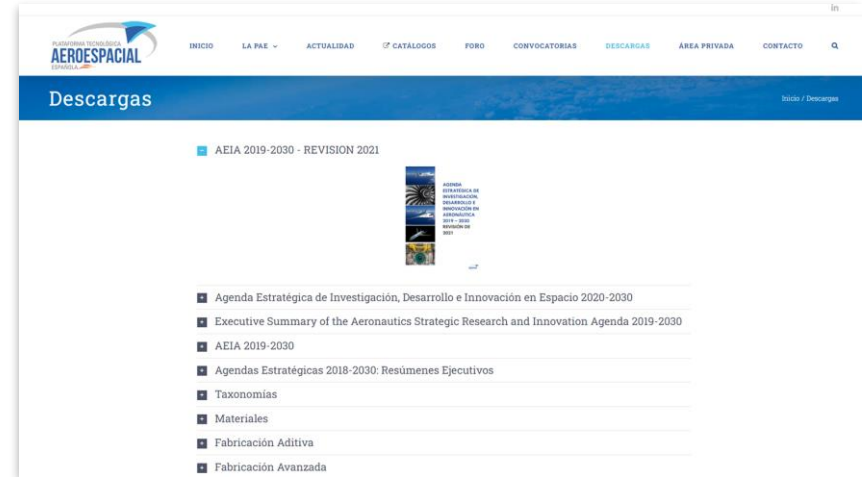 in
PLATAFORMA TECNOLÓGICA
AEROESPACIAL
ESPAÑOLA
INICIO LA PAE ACTUALIDAD CATÁLOGOS FORO CONVOCATORIAS DESCARGAS ÁREA PRIVADA CONTACTO
Descargas
Inicio / Descargas
AEIA 2019-2030 - REVISION 2021
AGENDA
ESTRATÉGICA DE
INVESTIGACIÓN,
DESARROLLO E
INNOVACIÓN EN
AERONÁUTICA
2019 – 2030
REVISIÓN DE
2021
Agenda Estratégica de Investigación, Desarrollo e Innovación en Espacio 2020-2030
Executive Summary of the Aeronautics Strategic Research and Innovation Agenda 2019-2030
AEIA 2019-2030
Agendas Estratégicas 2018-2030: Resúmenes Ejecutivos
Taxonomías
Materiales
Fabricación Aditiva
Fabricación Avanzada